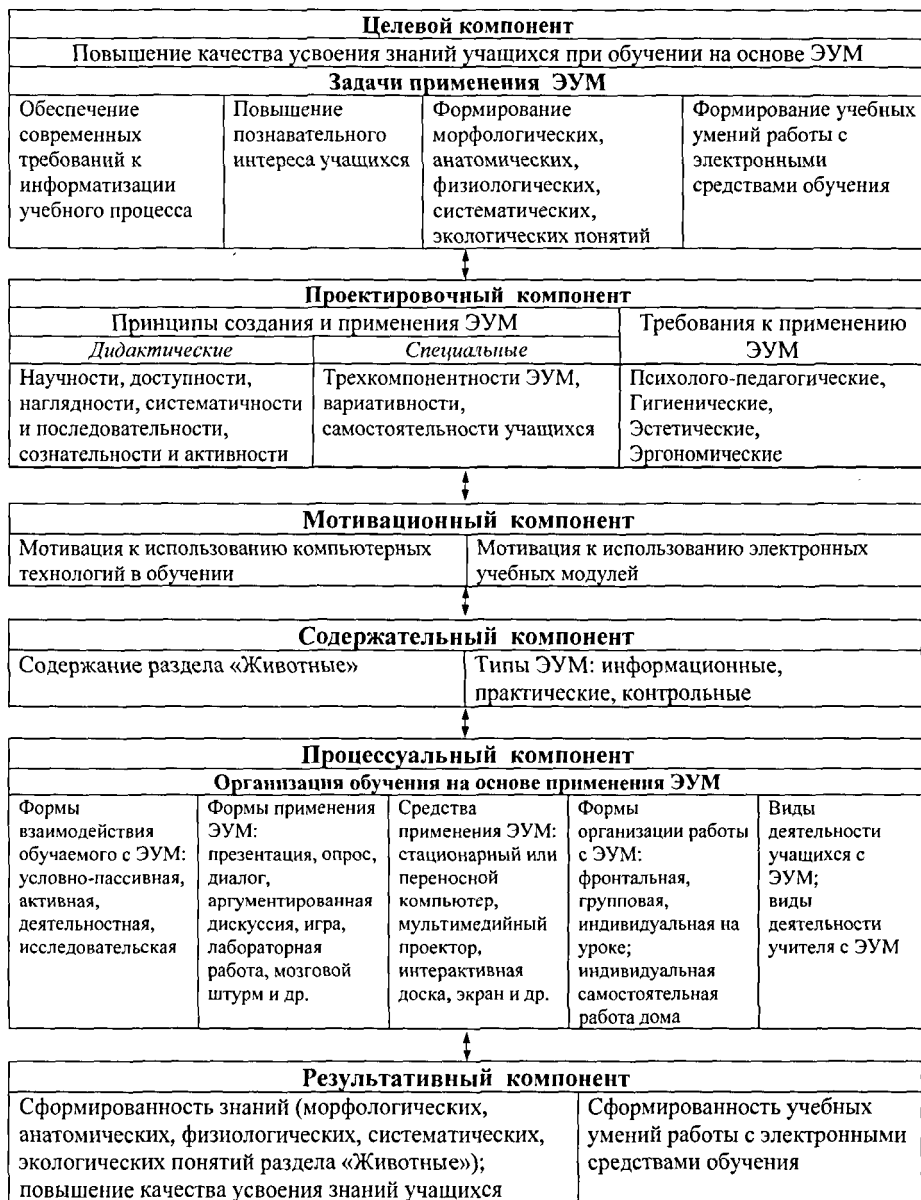 Целевой компонент
Повышение качества усвоения знаний учащихся при обучении на основе ЭУМ
Задачи применения ЭУМ
Обеспечение
современных
требований к
информатизации
учебного процесса
Повышение
познавательного
интереса учащихся
Формирование
морфологических,
анатомических,
физиологических,
систематических,
экологических понятий
Формирование учебных
умений работы с
электронными
средствами обучения
Проектировочный компонент
Принципы создания и применения ЭУМ
Дидактические
Научности, доступности,
наглядности, систематичности
и последовательности,
сознательности и активности
Специальные
Трехкомпонентности ЭУМ,
вариативности,
самостоятельности учащихся
Требования к применению
ЭУМ
Психолого-педагогические,
Гигиенические,
Эстетические,
Эргономические
Мотивационный компонент
Мотивация к использованию компьютерных
технологий в обучении
Мотивация к использованию электронных
учебных модулей
Содержательный компонент
Содержание раздела «Животные»
Типы ЭУМ: информационные,
практические, контрольные
Процессуальный компонент
Организация обучения на основе применения ЭУМ
Формы
взаимодействия
обучаемого с ЭУМ:
условно-пассивная,
активная,
деятельностная,
исследовательская
Формы применения
ЭУМ:
презентация, опрос,
диалог,
аргументированная
дискуссия, игра,
лабораторная
работа, мозговой
штурм и др.
Средства
применения ЭУМ:
стационарный или
переносной
компьютер,
мультимедийный
проектор,
интерактивная
доска, экран и др.
Формы
организации работы
с ЭУМ:
фронтальная,
групповая,
индивидуальная на
уроке;
индивидуальная
самостоятельная
работа дома
Виды
деятельности
учащихся с
ЭУМ;
виды
деятельности
учителя с ЭУМ
Результативный компонент
Сформированность знаний (морфологических,
анатомических, физиологических, систематических,
экологических понятий раздела «Животные»);
повышение качества усвоения знаний учащихся
Сформированность учебных
умений работы с электронными
средствами обучения